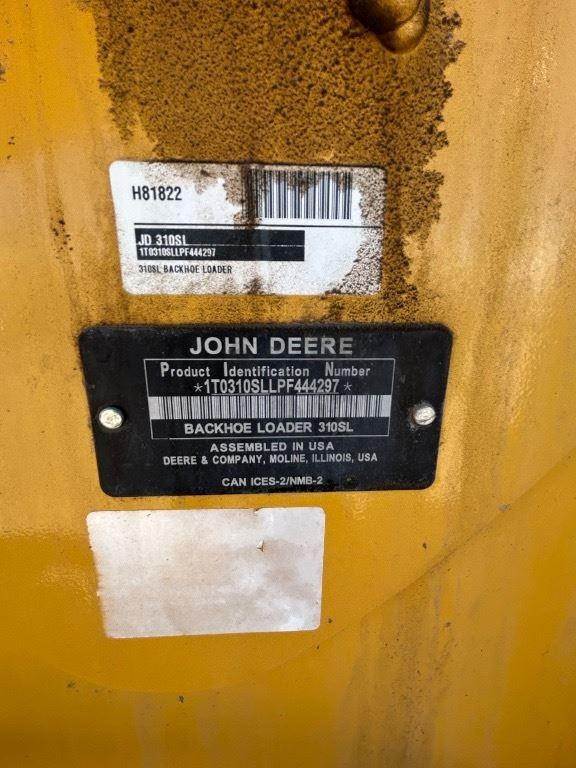 H81822
JD 310SL
1T0310SLLPF444297
310SL BACKHOE LOADER
JOHN DEERE
Product Identification Number
*1T0310SLLPF444297*
BACKHOE LOADER 310SL
ASSEMBLED IN USA
DEERE & COMPANY, MOLINE, ILLINOIS, USA
CAN ICES-2/NMB-2